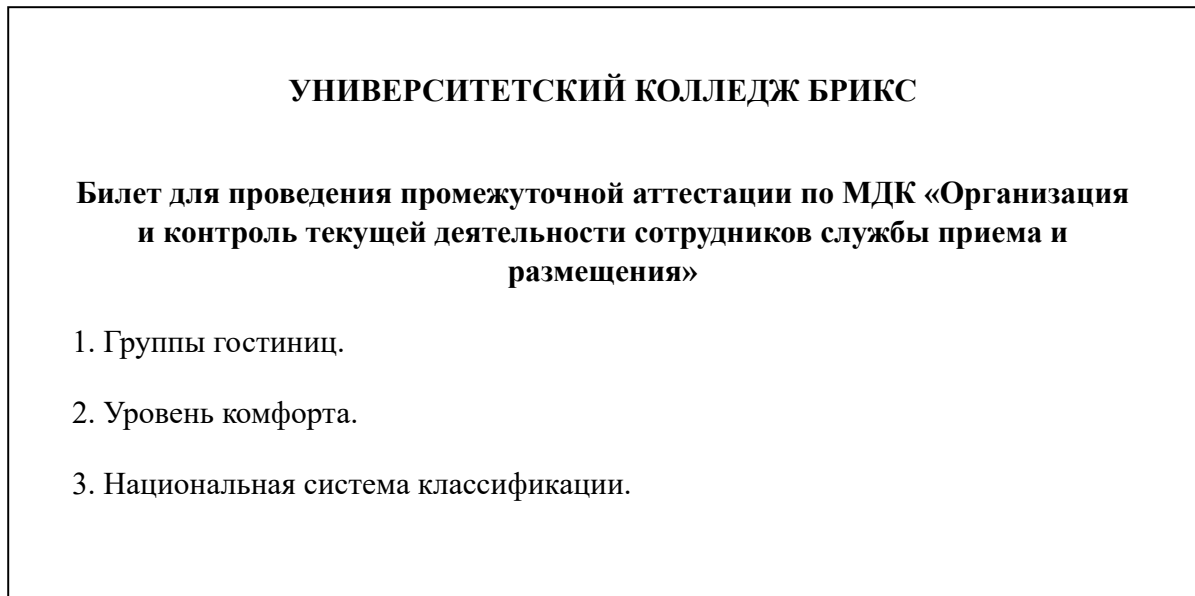 УНИВЕРСИТЕТСКИЙ КОЛЛЕДЖ БРИКС
Билет для проведения промежуточной аттестации по МДК «Организация
и контроль текущей деятельности сотрудников службы приема и
размещения»
1. Группы гостиниц.
2. Уровень комфорта.
3. Национальная система классификации.